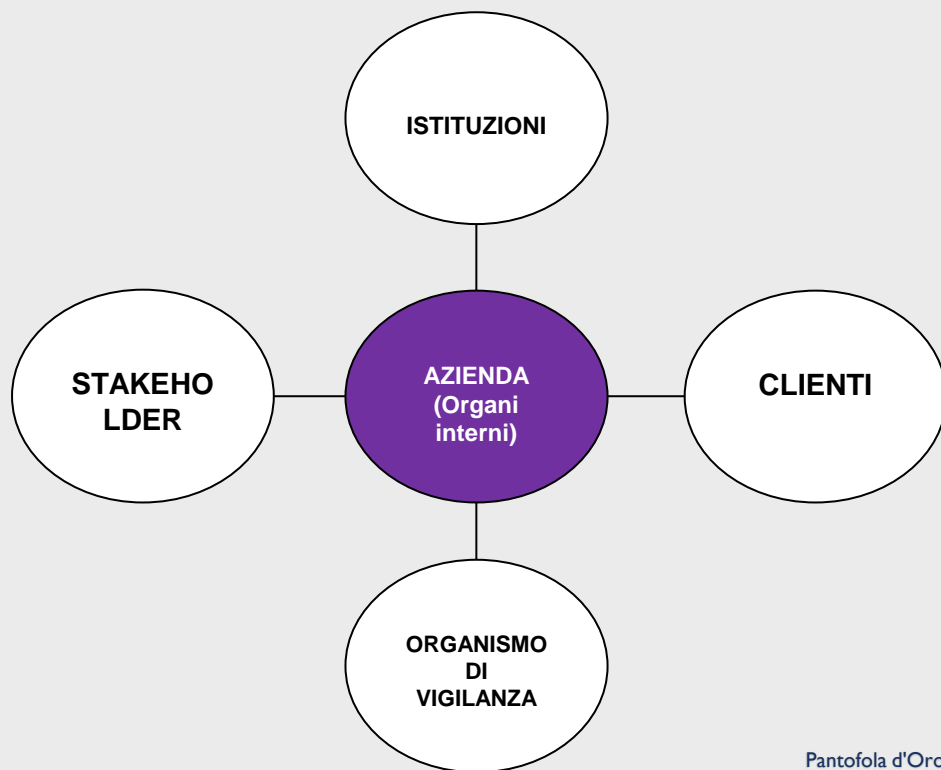 ISTITUZIONI
STAKEHO
LDER
AZIENDA
(Organi
interni)
CLIENTI
ORGANISMO
DI
VIGILANZA
Pantofola d'Oro